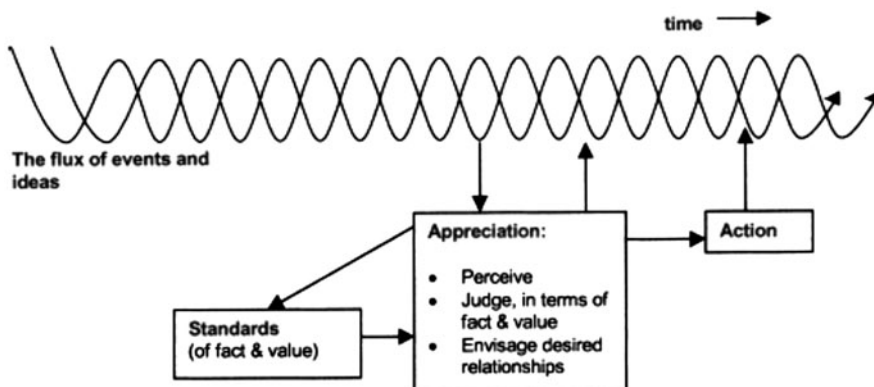 time
The flux of events and
ideas
Appreciation:
• Perceive
• Judge, in terms of
fact & value
• Envisage desired
relationships
Action
Standards
(of fact & value)